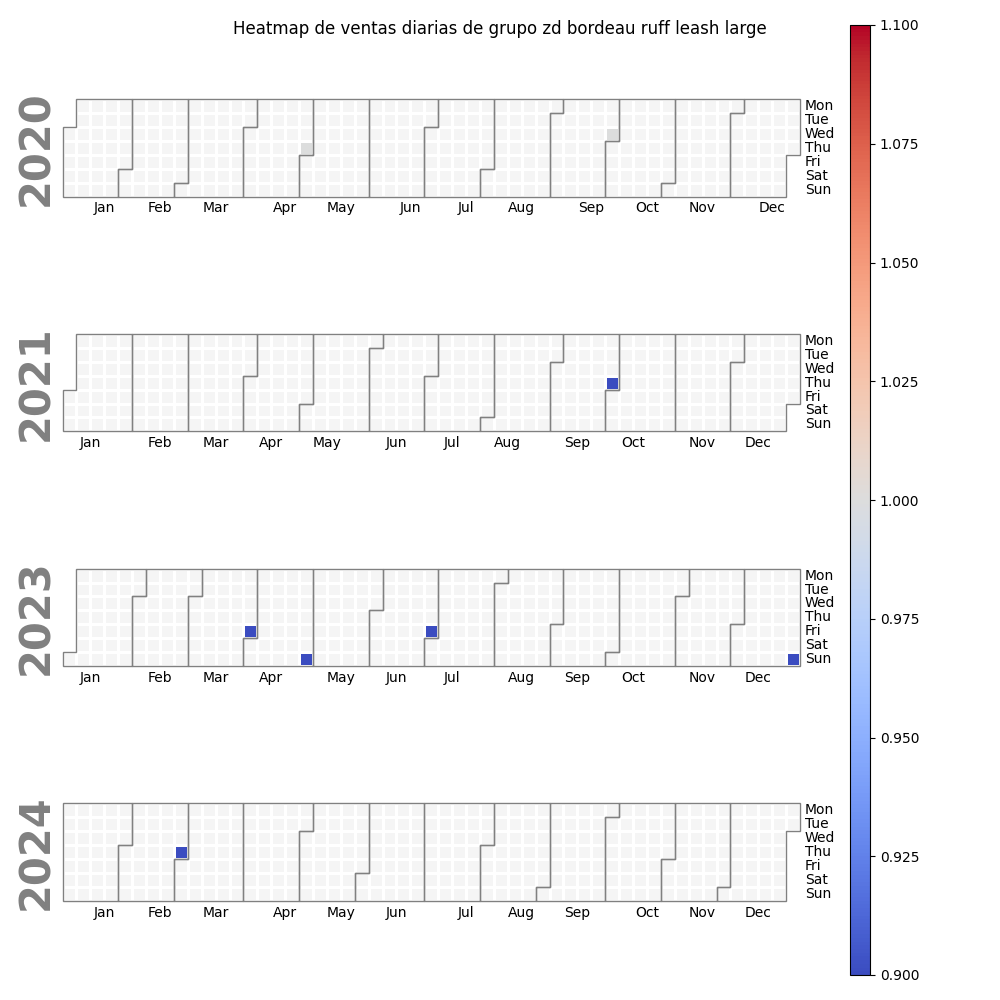 Heatmap de ventas diarias de grupo zd bordeau ruff leash large
2020
Mon
Tue
Wed
Thu
Fri
Sat
Sun
Jan Feb Mar Apr May Jun Jul Aug Sep Oct Nov Dec
2021
Mon
Tue
Wed
Thu
Fri
Sat
Sun
Jan Feb Mar Apr May Jun Jul Aug Sep Oct Nov Dec
2023
Mon
Tue
Wed
Thu
Fri
Sat
Sun
Jan Feb Mar Apr May Jun Jul Aug Sep Oct Nov Dec
2024
Mon
Tue
Wed
Thu
Fri
Sat
Sun
Jan Feb Mar Apr May Jun Jul Aug Sep Oct Nov Dec
1.100
1.075
1.050
1.025
1.000
0.975
0.950
0.925
0.900